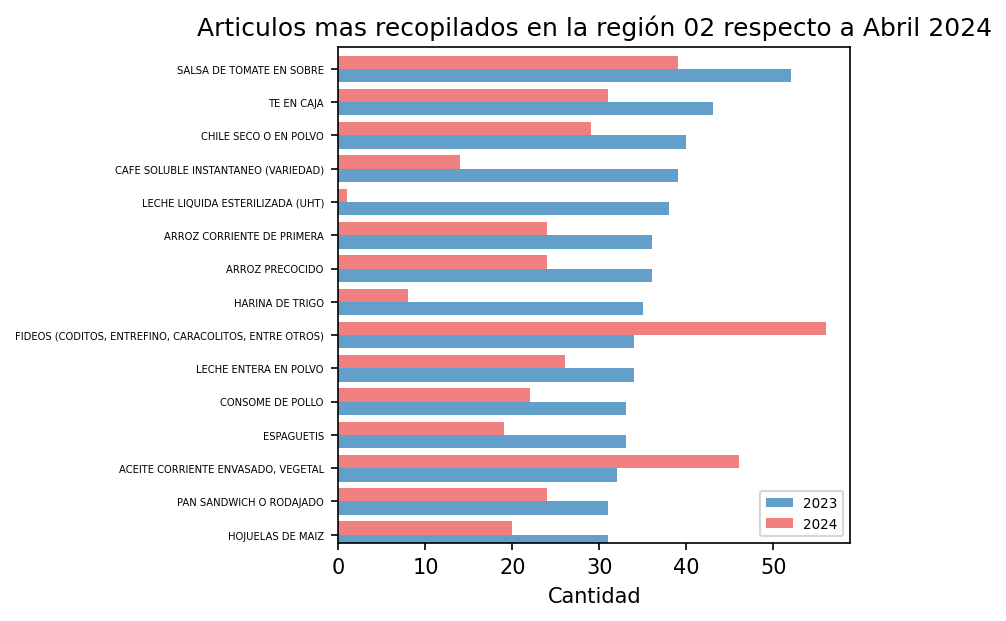 Articulos mas recopilados en la región 02 respecto a Abril 2024
SALSA DE TOMATE EN SOBRE
TE EN CAJA
CHILE SECO O EN POLVO
CAFE SOLUBLE INSTANTANEO (VARIEDAD)
LECHE LIQUIDA ESTERILIZADA (UHT)
ARROZ CORRIENTE DE PRIMERA
ARROZ PRECOCIDO
HARINA DE TRIGO
FIDEOS (CODITOS, ENTREFINO, CARACOLITOS, ENTRE OTROS)
LECHE ENTERA EN POLVO
CONSOME DE POLLO
ESPAGUETIS
ACEITE CORRIENTE ENVASADO, VEGETAL
PAN SANDWICH O RODAJADO
HOJUELAS DE MAIZ
2023
2024
0 10 20 30 40 50
Cantidad